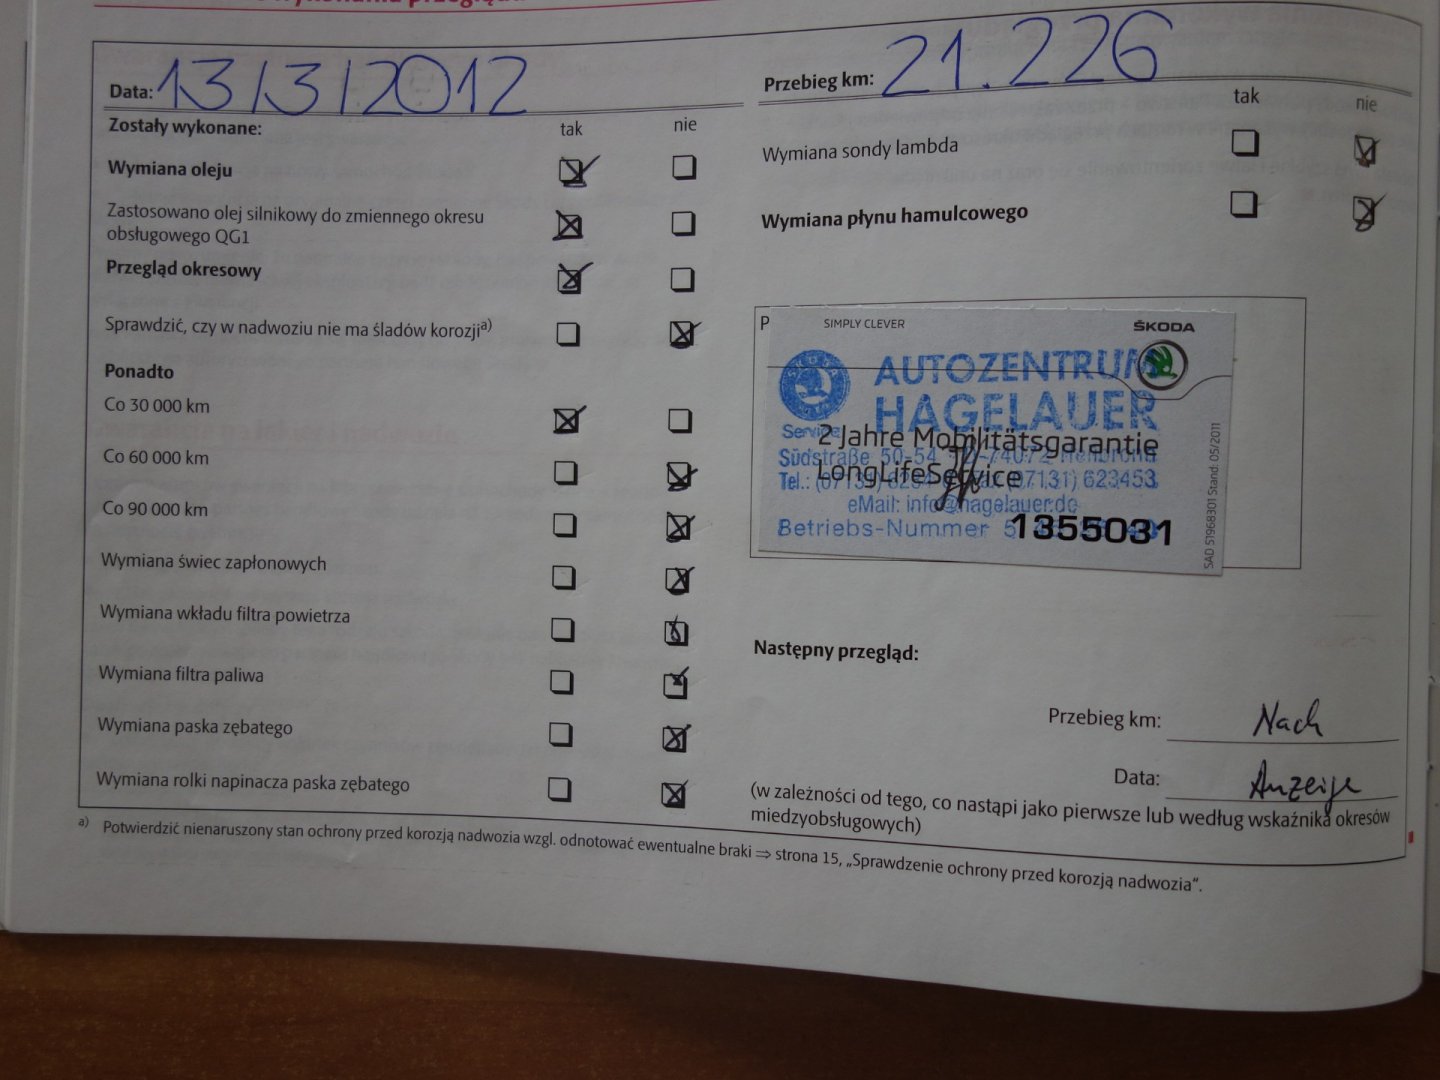 Data: 13/3/2012
Zostały wykonane: tak nie
Wymiana oleju
Zastosowano olej silnikowy do zmiennego okresu
obsługowego QG1
Przegląd okresowy
Sprawdzić, czy w nadwoziu nie ma śladów korozji a)
Ponadto
Co 30 000 km
Co 60 000 km
Co 90 000 km
Wymiana świec zapłonowych
Wymiana wkładu filtra powietrza
Wymiana filtra paliwa
Wymiana paska zębatego
Wymiana rolki napinacza paska zębatego
Przebieg km: 21.226
tak nie
Wymiana sondy lambda
Wymiana płynu hamulcowego
P
SIMPLY CLEVER
ŠKODA
AUTOZENTRUM
HAGELAUER
Service
2 Jahre Mobilitätsgarantie
Südstraße 50-54
LongLifeService
Tel.: (07131) 623453
eMail: info@hagelauer.de
Betriebs-Nummer
1355031
SAD 51968301 Stand: 05/2011
Następny przegląd:
Przebieg km: Nach
Data: Anzeige
(w zależności od tego, co nastąpi jako pierwsze lub według wskaźnika okresów
miedzyobsługowych)
a) Potwierdzić nienaruszony stan ochrony przed korozją nadwozia wzgl. odnotować ewentualne braki ⇒ strona 15, „Sprawdzenie ochrony przed korozją nadwozia“.